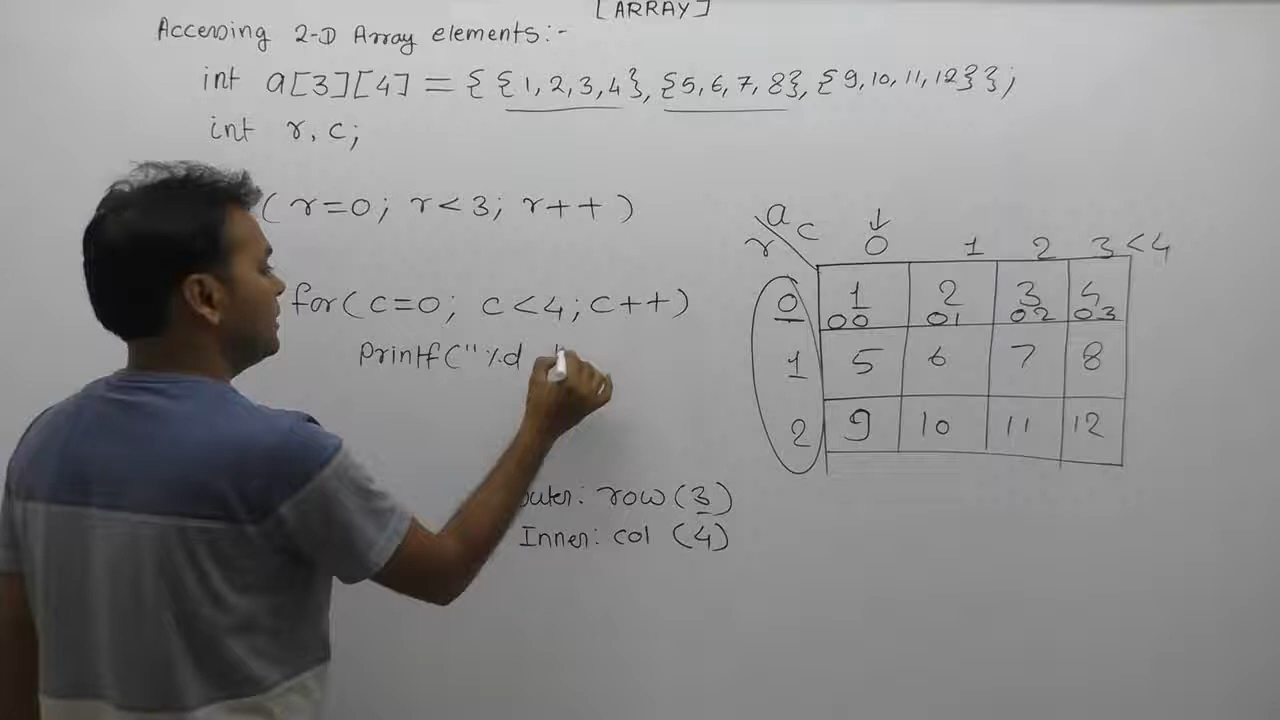 [ARRAY]
Accessing 2-D Array elements:-
int a[3][4] = {{1,2,3,4},{5,6,7,8},{9,10,11,12}};
int r,c;
(r=0; r<3; r++)
for(c=0; c<4;c++)
Printf("%d "
a
r c
0 1 2 3<4
0 1 2 3 4
00 01 02 03
1 5 6 7 8
2 9 10 11 12
outer: row(3)
Inner: col (4)